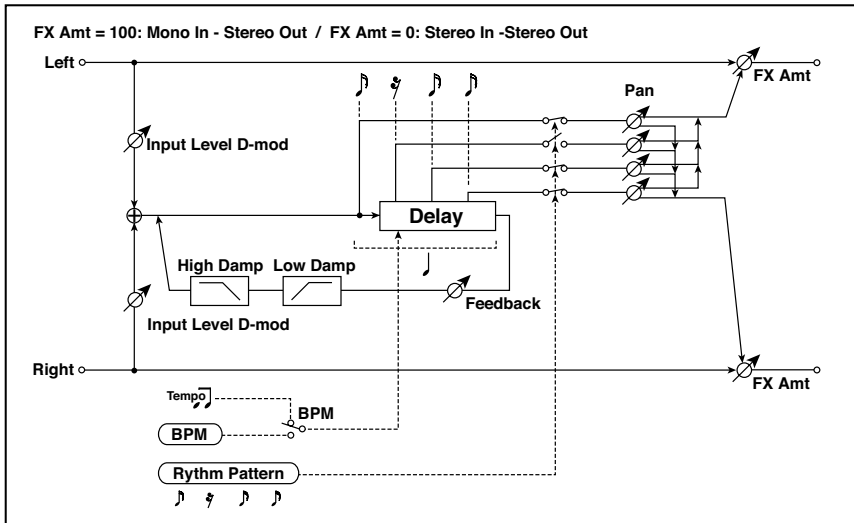 FX Amt = 100: Mono In - Stereo Out / FX Amt = 0: Stereo In -Stereo Out
Left
FX Amt
Pan
Input Level D-mod
Delay
High Damp
Low Damp
Feedback
Input Level D-mod
Right
FX Amt
Tempo
BPM
BPM
Rythm Pattern